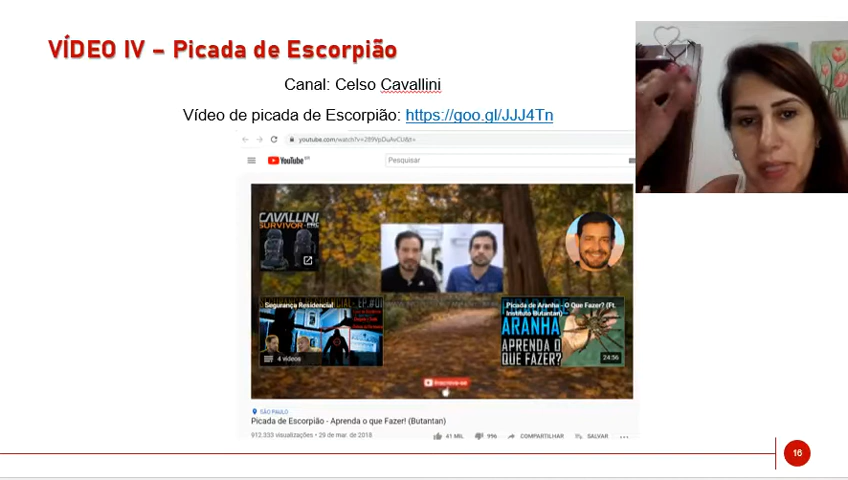 VÍDEO IV – Picada de Escorpião
Canal: Celso Cavallini
Vídeo de picada de Escorpião: https://goo.gl/JJJ4Tn
YouTube BR
Pesquisar
CAVALLINI
SURVIVOR
Segurança Residencial
4 vídeos
Picada de Aranha - O Que Fazer? (Ft.
Instituto Butantan)
ARANHA
APRENDA O
QUE FAZER?
24:56
Inscreva-se
SÃO PAULO
Picada de Escorpião - Aprenda o que Fazer! (Butantan)
912.333 visualizações • 29 de mar. de 2018
41 MIL
996
COMPARTILHAR
SALVAR
16